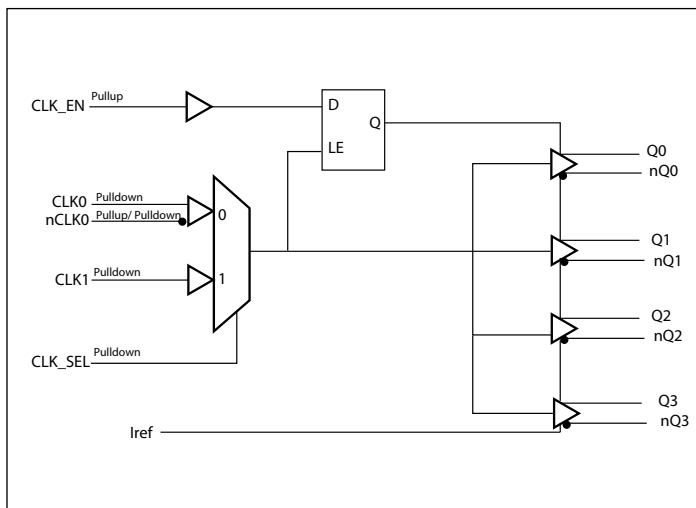 CLK_EN Pullup
D
Q
LE
Q0
nQ0
CLK0 Pulldown
nCLK0 Pullup/ Pulldown
0
Q1
nQ1
CLK1 Pulldown
1
Q2
nQ2
CLK_SEL Pulldown
Q3
nQ3
Iref